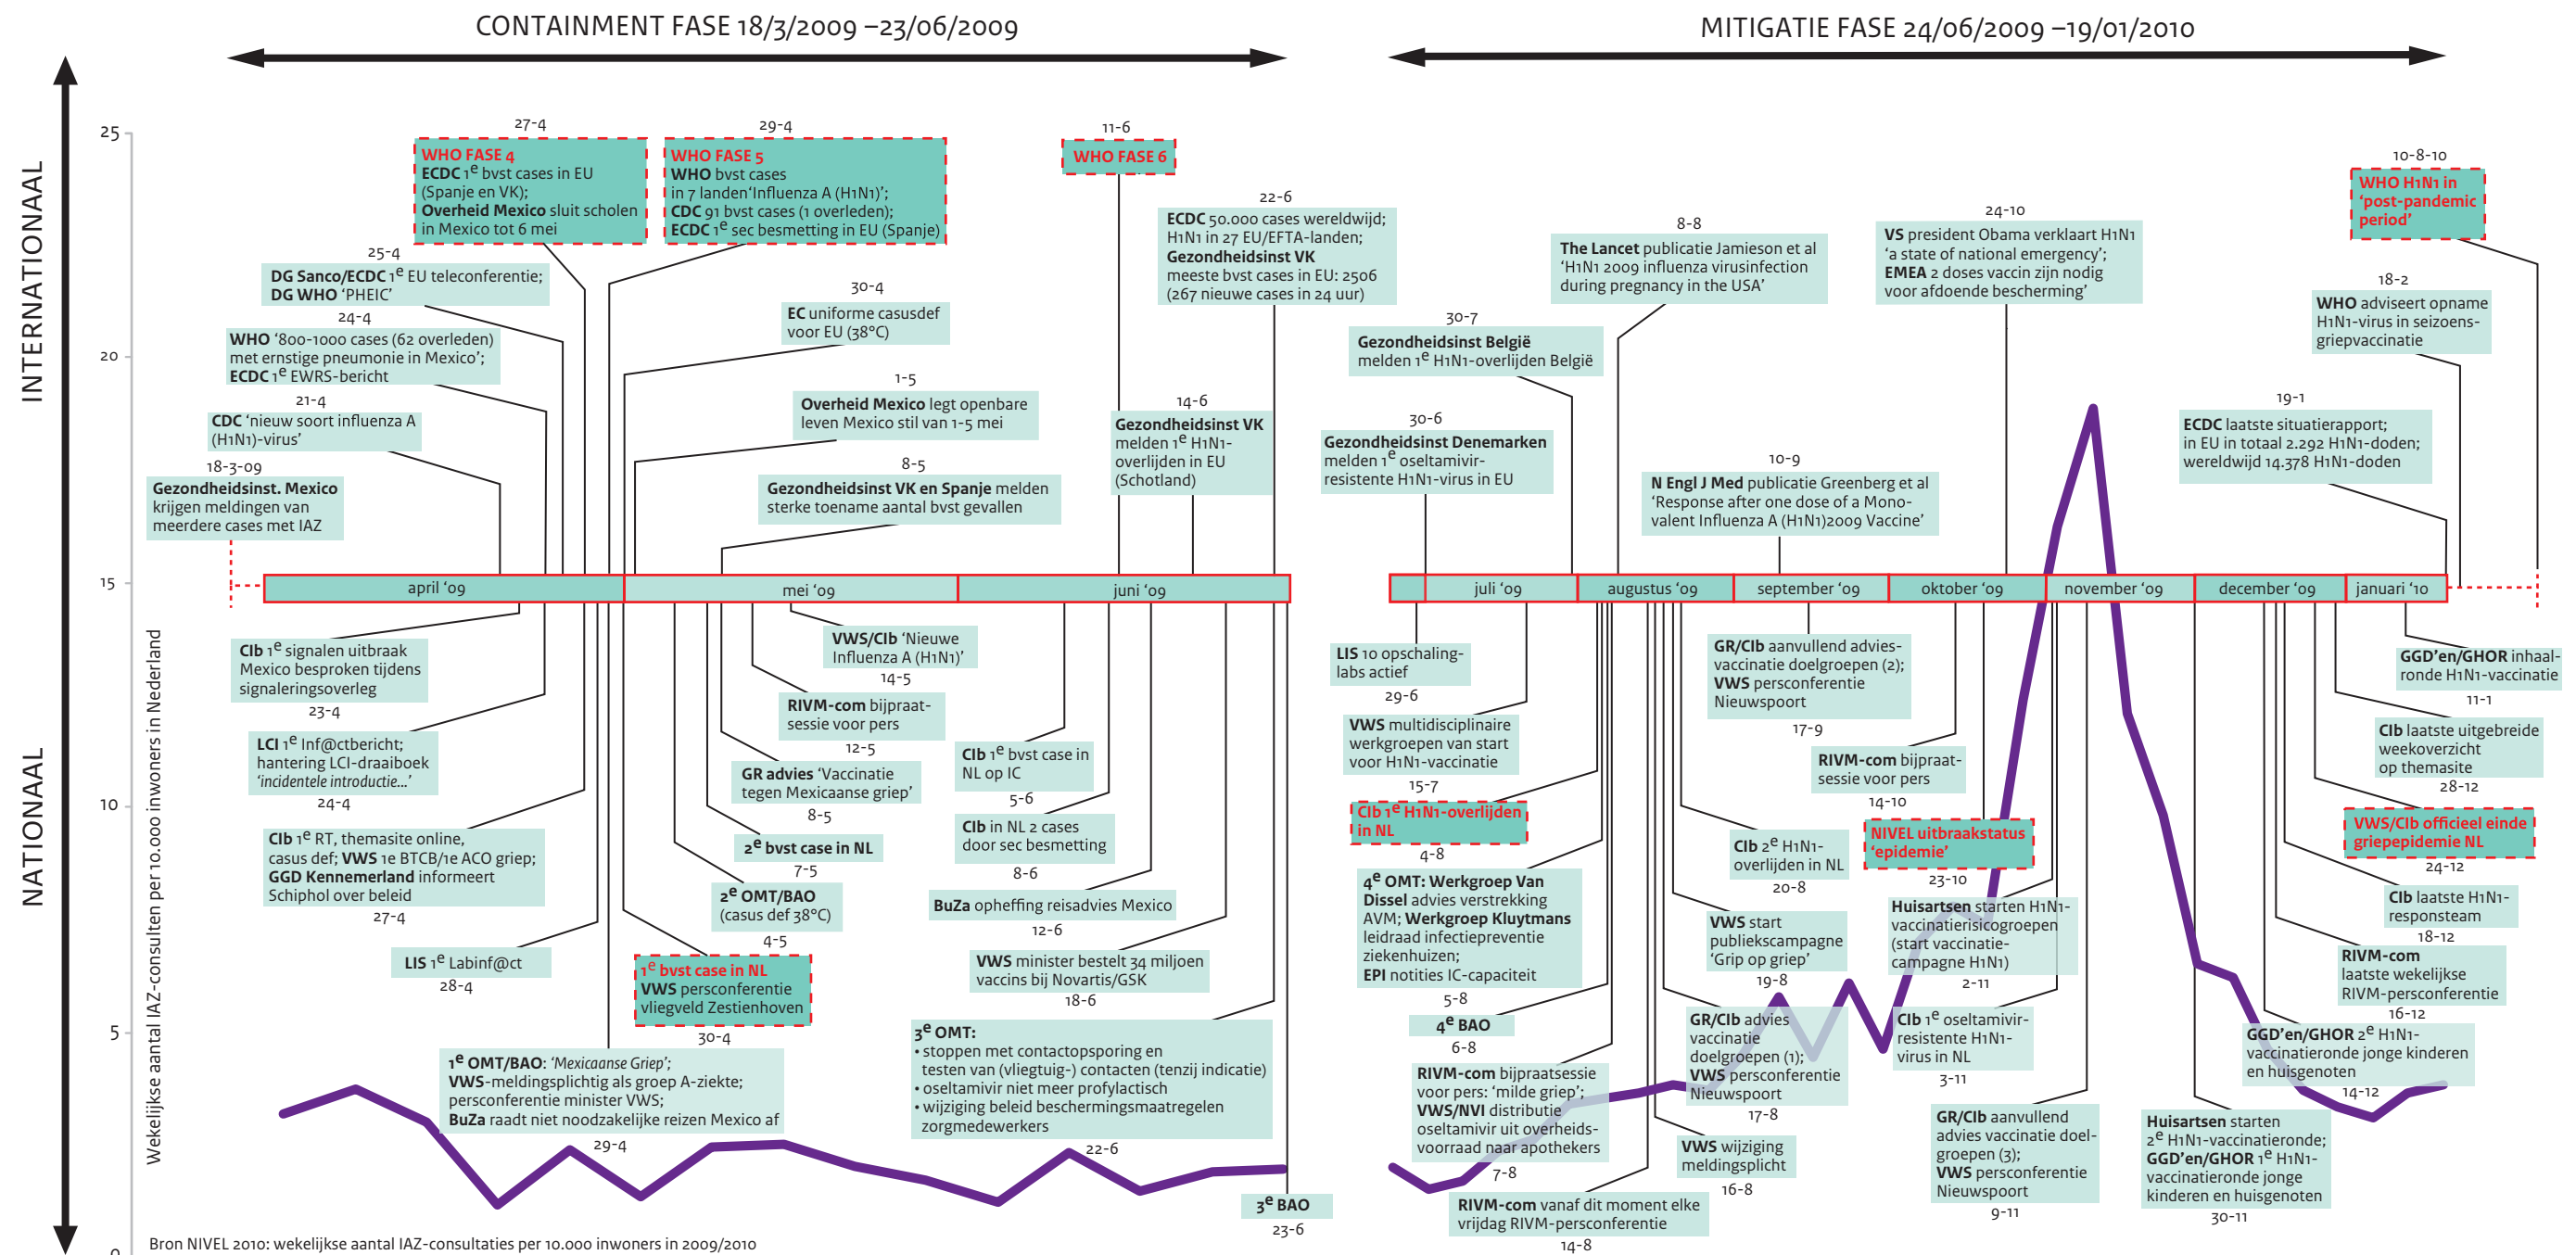 CONTAINMENT FASE 18/3/2009 –23/06/2009
MITIGATIE FASE 24/06/2009 –19/01/2010
INTERNATIONAAL
NATIONAAL
Wekelijkse aantal IAZ-consulten per 10.000 inwoners in Nederland
25
20
15
10
5
0
18-3-09
Gezondheidsinst. Mexico
krijgen meldingen van
meerdere cases met IAZ
21-4
CDC ‘nieuw soort influenza A
(H1N1)-virus’
24-4
WHO ‘800-1000 cases (62 overleden)
met ernstige pneumonie in Mexico’;
ECDC 1e EWRS-bericht
25-4
DG Sanco/ECDC 1e EU teleconferentie;
DG WHO ‘PHEIC’
27-4
WHO FASE 4
ECDC 1e bvst cases in EU
(Spanje en VK);
Overheid Mexico sluit scholen
in Mexico tot 6 mei
29-4
WHO FASE 5
WHO bvst cases
in 7 landen‘Influenza A (H1N1)’;
CDC 91 bvst cases (1 overleden);
ECDC 1e sec besmetting in EU (Spanje)
30-4
EC uniforme casusdef
voor EU (38°C)
1-5
Overheid Mexico legt openbare
leven Mexico stil van 1-5 mei
8-5
Gezondheidsinst VK en Spanje melden
sterke toename aantal bvst gevallen
11-6
WHO FASE 6
14-6
Gezondheidsinst VK
melden 1e H1N1-
overlijden in EU
(Schotland)
22-6
ECDC 50.000 cases wereldwijd;
H1N1 in 27 EU/EFTA-landen;
Gezondheidsinst VK
meeste bvst cases in EU: 2506
(267 nieuwe cases in 24 uur)
30-6
Gezondheidsinst Denemarken
melden 1e oseltamivir-
resistente H1N1-virus in EU
30-7
Gezondheidsinst België
melden 1e H1N1-overlijden België
8-8
The Lancet publicatie Jamieson et al
‘H1N1 2009 influenza virusinfection
during pregnancy in the USA’
10-9
N Engl J Med publicatie Greenberg et al
‘Response after one dose of a Mono-
valent Influenza A (H1N1)2009 Vaccine’
24-10
VS president Obama verklaart H1N1
‘a state of national emergency’;
EMEA 2 doses vaccin zijn nodig
voor afdoende bescherming’
19-1
ECDC laatste situatierapport;
in EU in totaal 2.292 H1N1-doden;
wereldwijd 14.378 H1N1-doden
18-2
WHO adviseert opname
H1N1-virus in seizoens-
griepvaccinatie
10-8-10
WHO H1N1 in
‘post-pandemic
period’
april ‘09
mei ‘09
juni ‘09
juli ‘09
augustus ‘09
september ‘09
oktober ‘09
november ‘09
december ‘09
januari ‘10
CIb 1e signalen uitbraak
Mexico besproken tijdens
signaleringsoverleg
23-4
LCI 1e Inf@ctbericht;
hantering LCI-draaiboek
‘incidentele introductie...’
24-4
CIb 1e RT, themasite online,
casus def; VWS 1e BTCB/1e ACO griep;
GGD Kennemerland informeert
Schiphol over beleid
27-4
LIS 1e Labinf@ct
28-4
1e OMT/BAO: ‘Mexicaanse Griep’;
VWS-meldingsplichtig als groep A-ziekte;
persconferentie minister VWS;
BuZa raadt niet noodzakelijke reizen Mexico af
29-4
1e bvst case in NL
VWS persconferentie
vliegveld Zestienhoven
30-4
2e OMT/BAO
(casus def 38°C)
4-5
2e bvst case in NL
7-5
GR advies ‘Vaccinatie
tegen Mexicaanse griep’
8-5
RIVM-com bijpraat-
sessie voor pers
12-5
VWS/CIb ‘Nieuwe
Influenza A (H1N1)’
14-5
CIb 1e bvst case in
NL op IC
5-6
CIb in NL 2 cases
door sec besmetting
8-6
BuZa opheffing reisadvies Mexico
12-6
VWS minister bestelt 34 miljoen
vaccins bij Novartis/GSK
18-6
3e OMT:
• stoppen met contactopsporing en
testen van (vliegtuig-) contacten (tenzij indicatie)
• oseltamivir niet meer profylactisch
• wijziging beleid beschermingsmaatregelen
zorgmedewerkers
22-6
3e BAO
23-6
LIS 10 opschaling-
labs actief
29-6
VWS multidisciplinaire
werkgroepen van start
voor H1N1-vaccinatie
15-7
CIb 1e H1N1-overlijden
in NL
4-8
4e OMT: Werkgroep Van
Dissel advies verstrekking
AVM; Werkgroep Kluytmans
leidraad infectiepreventie
ziekenhuizen;
EPI notities IC-capaciteit
5-8
4e BAO
6-8
RIVM-com bijpraatsessie
voor pers: ‘milde griep’;
VWS/NVI distributie
oseltamivir uit overheids-
voorraad naar apothekers
7-8
RIVM-com vanaf dit moment elke
vrijdag RIVM-persconferentie
14-8
VWS wijziging
meldingsplicht
16-8
GR/CIb advies
vaccinatie
doelgroepen (1);
VWS persconferentie
Nieuwspoort
17-8
VWS start
publiekscampagne
‘Grip op griep’
19-8
CIb 2e H1N1-
overlijden in NL
20-8
GR/CIb aanvullend advies-
vaccinatie doelgroepen (2);
VWS persconferentie
Nieuwspoort
17-9
RIVM-com bijpraat-
sessie voor pers
14-10
NIVEL uitbraakstatus
‘epidemie’
23-10
Huisartsen starten H1N1-
vaccinatierisicogroepen
(start vaccinatie-
campagne H1N1)
2-11
CIb 1e oseltamivir-
resistente H1N1-
virus in NL
3-11
GR/CIb aanvullend
advies vaccinatie doel-
groepen (3);
VWS persconferentie
Nieuwspoort
9-11
Huisartsen starten
2e H1N1-vaccinatieronde;
GGD’en/GHOR 1e H1N1-
vaccinatieronde jonge
kinderen en huisgenoten
30-11
GGD’en/GHOR 2e H1N1-
vaccinatieronde jonge kinderen
en huisgenoten
14-12
RIVM-com
laatste wekelijkse
RIVM-persconferentie
16-12
CIb laatste H1N1-
responsteam
18-12
VWS/CIb officieel einde
griepepidemie NL
24-12
CIb laatste uitgebreide
weekoverzicht
op themasite
28-12
GGD’en/GHOR inhaal-
ronde H1N1-vaccinatie
11-1
Bron NIVEL 2010: wekelijkse aantal IAZ-consultaties per 10.000 inwoners in 2009/2010